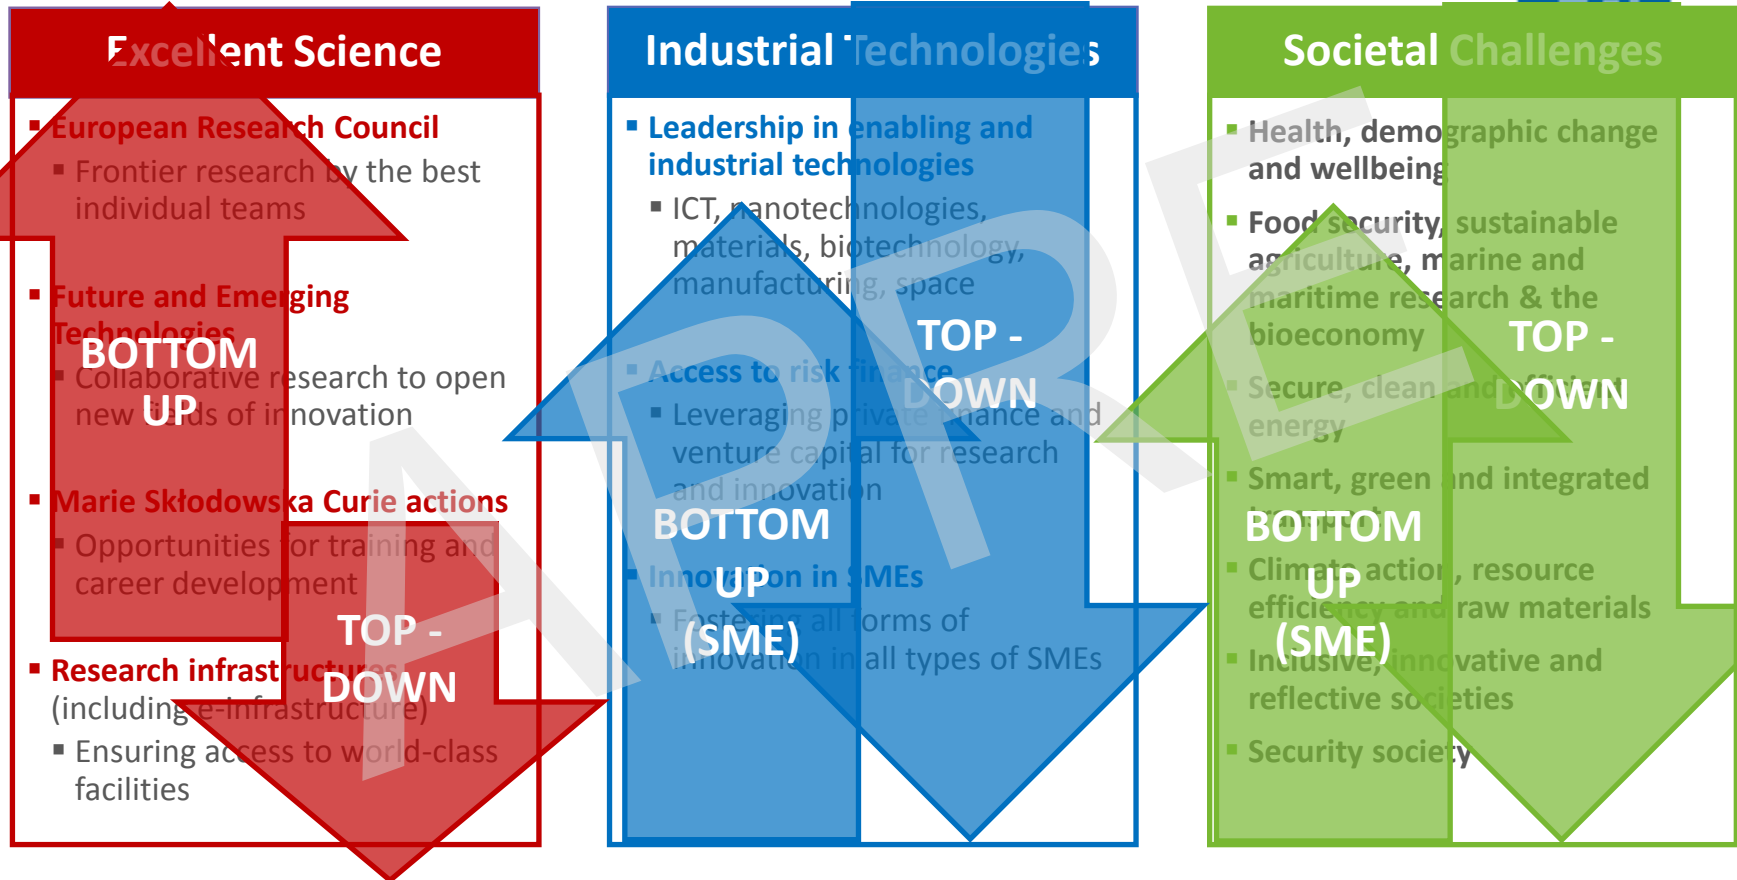 Excellent Science
▪ European Research Council
▪ Frontier research by the best
individual teams
▪ Future and Emerging
Technologies
▪ Collaborative research to open
new fields of innovation
▪ Marie Skłodowska Curie actions
▪ Opportunities for training and
career development
▪ Research infrastructures
(including e-infrastructure)
▪ Ensuring access to world-class
facilities
BOTTOM
UP
TOP -
DOWN
Industrial Technologies
▪ Leadership in enabling and
industrial technologies
▪ ICT, nanotechnologies,
materials, biotechnology,
manufacturing, space
▪ Access to risk finance
▪ Leveraging private finance and
venture capital for research
and innovation
▪ Innovation in SMEs
▪ Fostering all forms of
innovation in all types of SMEs
TOP -
DOWN
BOTTOM
UP
(SME)
Societal Challenges
▪ Health, demographic change
and wellbeing
▪ Food security, sustainable
agriculture, marine and
maritime research & the
bioeconomy
▪ Secure, clean and efficient
energy
▪ Smart, green and integrated
transport
▪ Climate action, resource
efficiency and raw materials
▪ Inclusive, innovative and
reflective societies
▪ Security society
TOP -
DOWN
BOTTOM
UP
(SME)
APRE